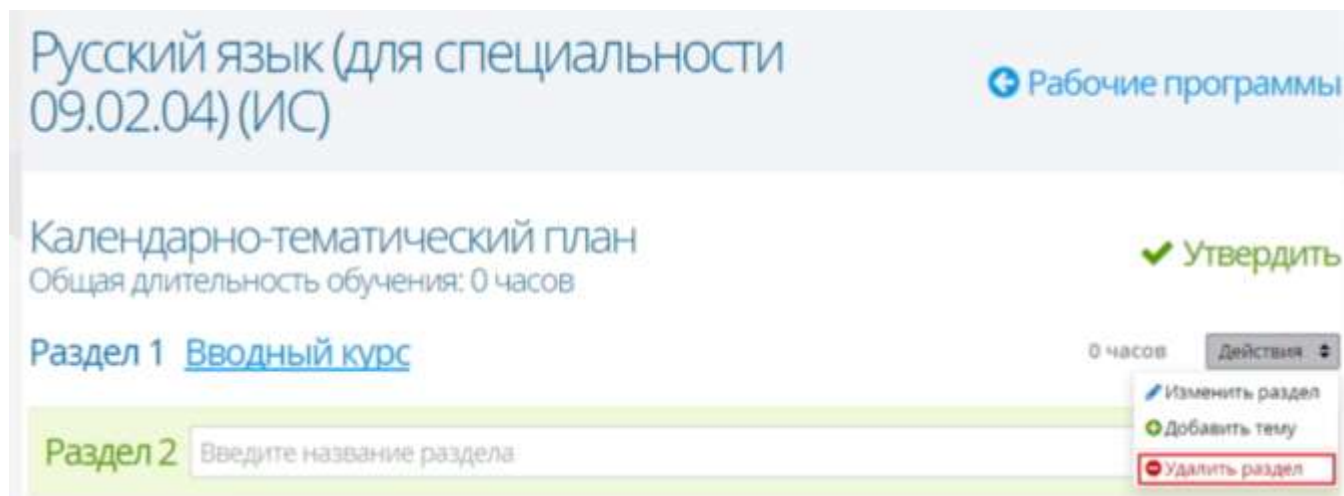 Русский язык (для специальности
09.02.04) (ИС)
Рабочие программы
Календарно-тематический план
Утвердить
Общая длительность обучения: 0 часов
Раздел 1 Вводный курс
0 часов
Действия
Изменить раздел
Добавить тему
Удалить раздел
Раздел 2
Введите название раздела